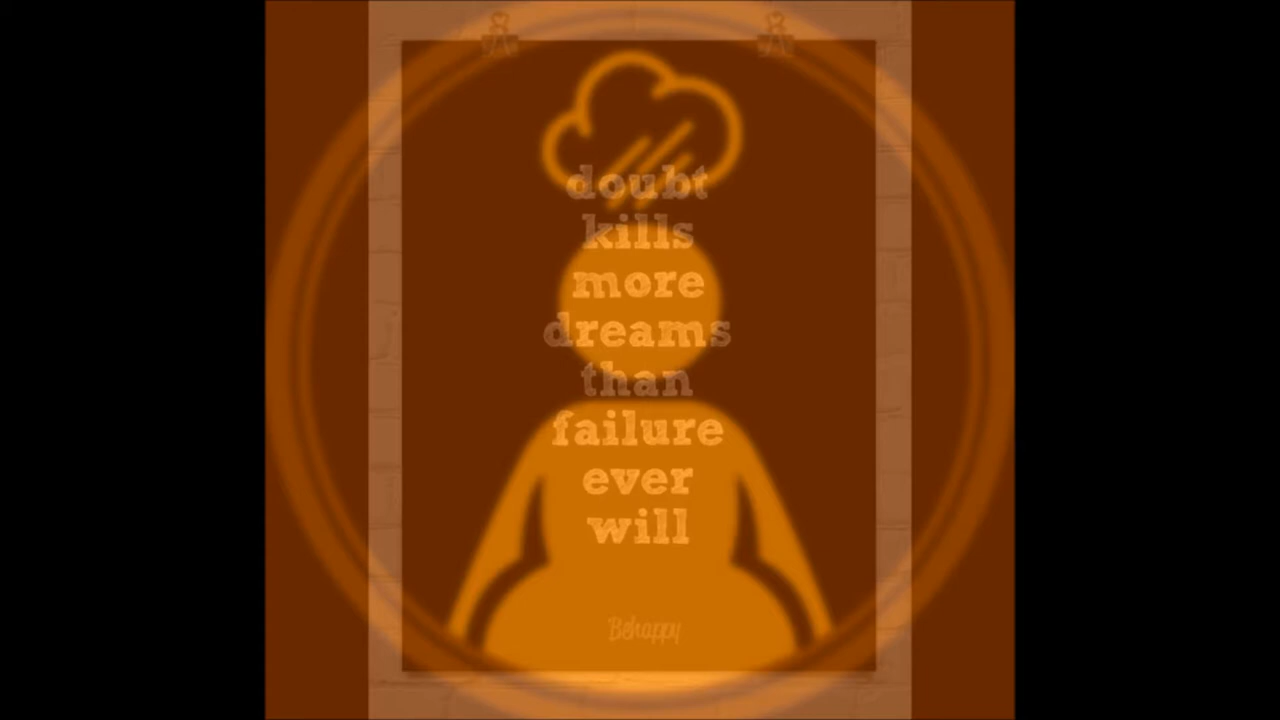 doubt
kills
more
dreams
than
failure
ever
will
Behappy